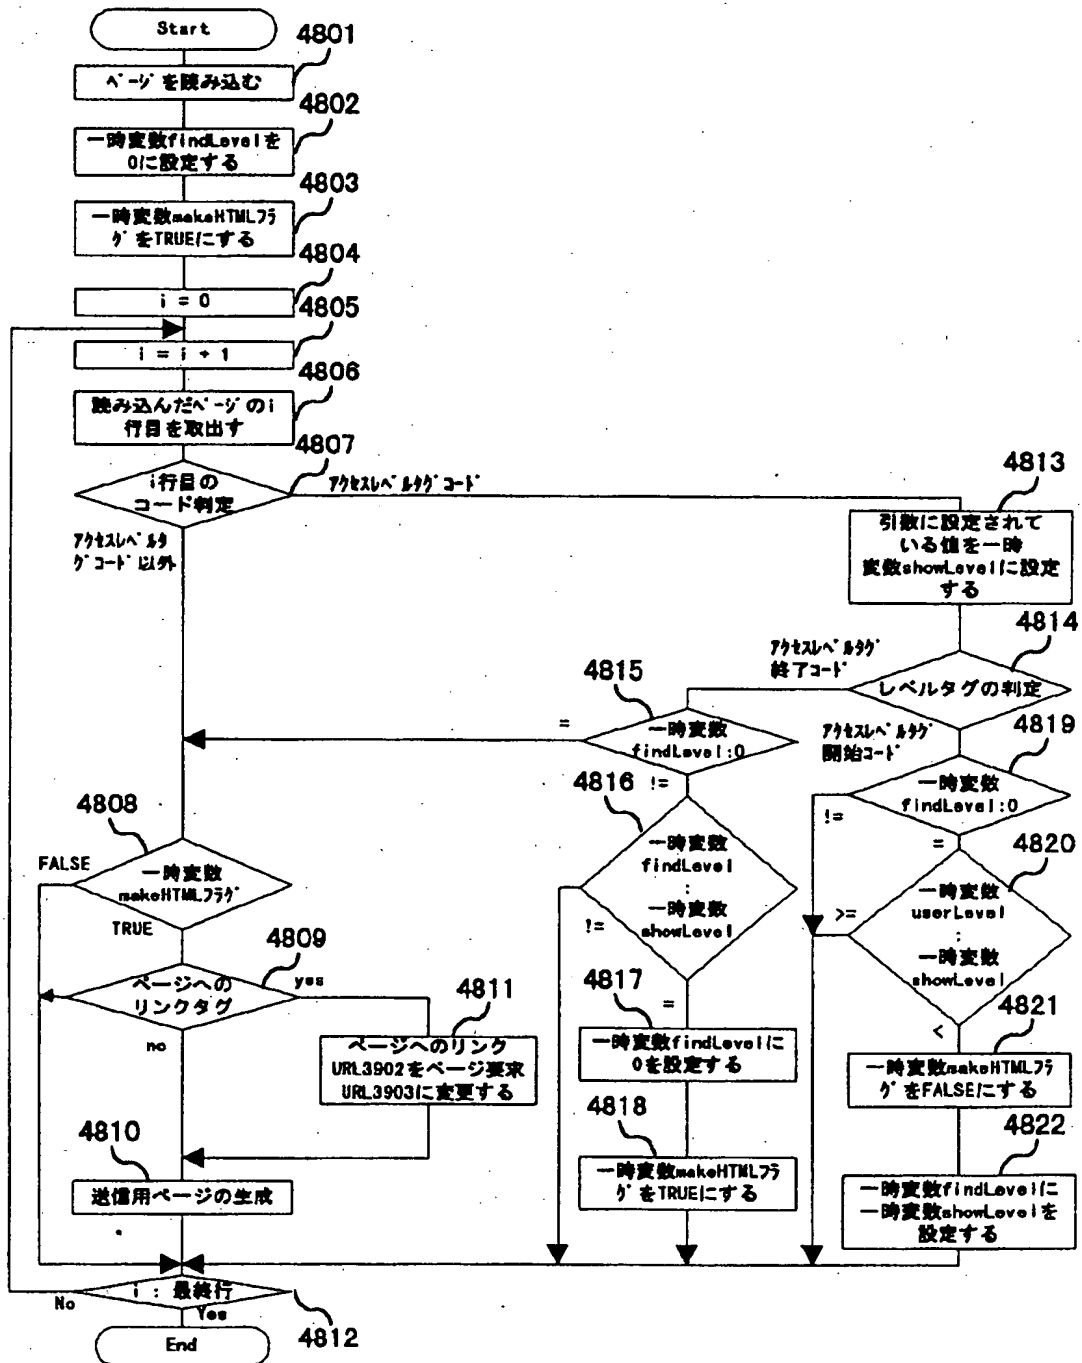 Start
4801
ページを読み込む
4802
一時変数findLevelを
0に設定する
4803
一時変数makeHTMLフラ
グをTRUEにする
4804
i = 0
4805
i = i + 1
4806
読み込んだページのi
行目を取出す
4807
i行目の
コード判定
アクセスレベルタグコード
アクセスレベルタ
グコード以外
4813
引数に設定されて
いる値を一時
変数showLevelに設定
する
4814
レベルタグの判定
アクセスレベルタグ
終了コード
アクセスレベルタグ
開始コード
4815
一時変数
findLevel:0
=
!=
4816
一時変数
findLevel
:
一時変数
showLevel
!=
=
4817
一時変数findLevelに
0を設定する
4818
一時変数makeHTMLフラ
グをTRUEにする
4819
一時変数
findLevel:0
!=
=
4820
一時変数
userLevel
:
一時変数
showLevel
>=
<
4821
一時変数makeHTMLフラ
グをFALSEにする
4822
一時変数findLevelに
一時変数showLevelを
設定する
4808
一時変数
makeHTMLフラグ
FALSE
TRUE
4809
ページへの
リンクタグ
yes
no
4811
ページへのリンク
URL3902をページ要求
URL3903に変更する
4810
送信用ページの生成
i : 最終行
No
Yes
4812
End